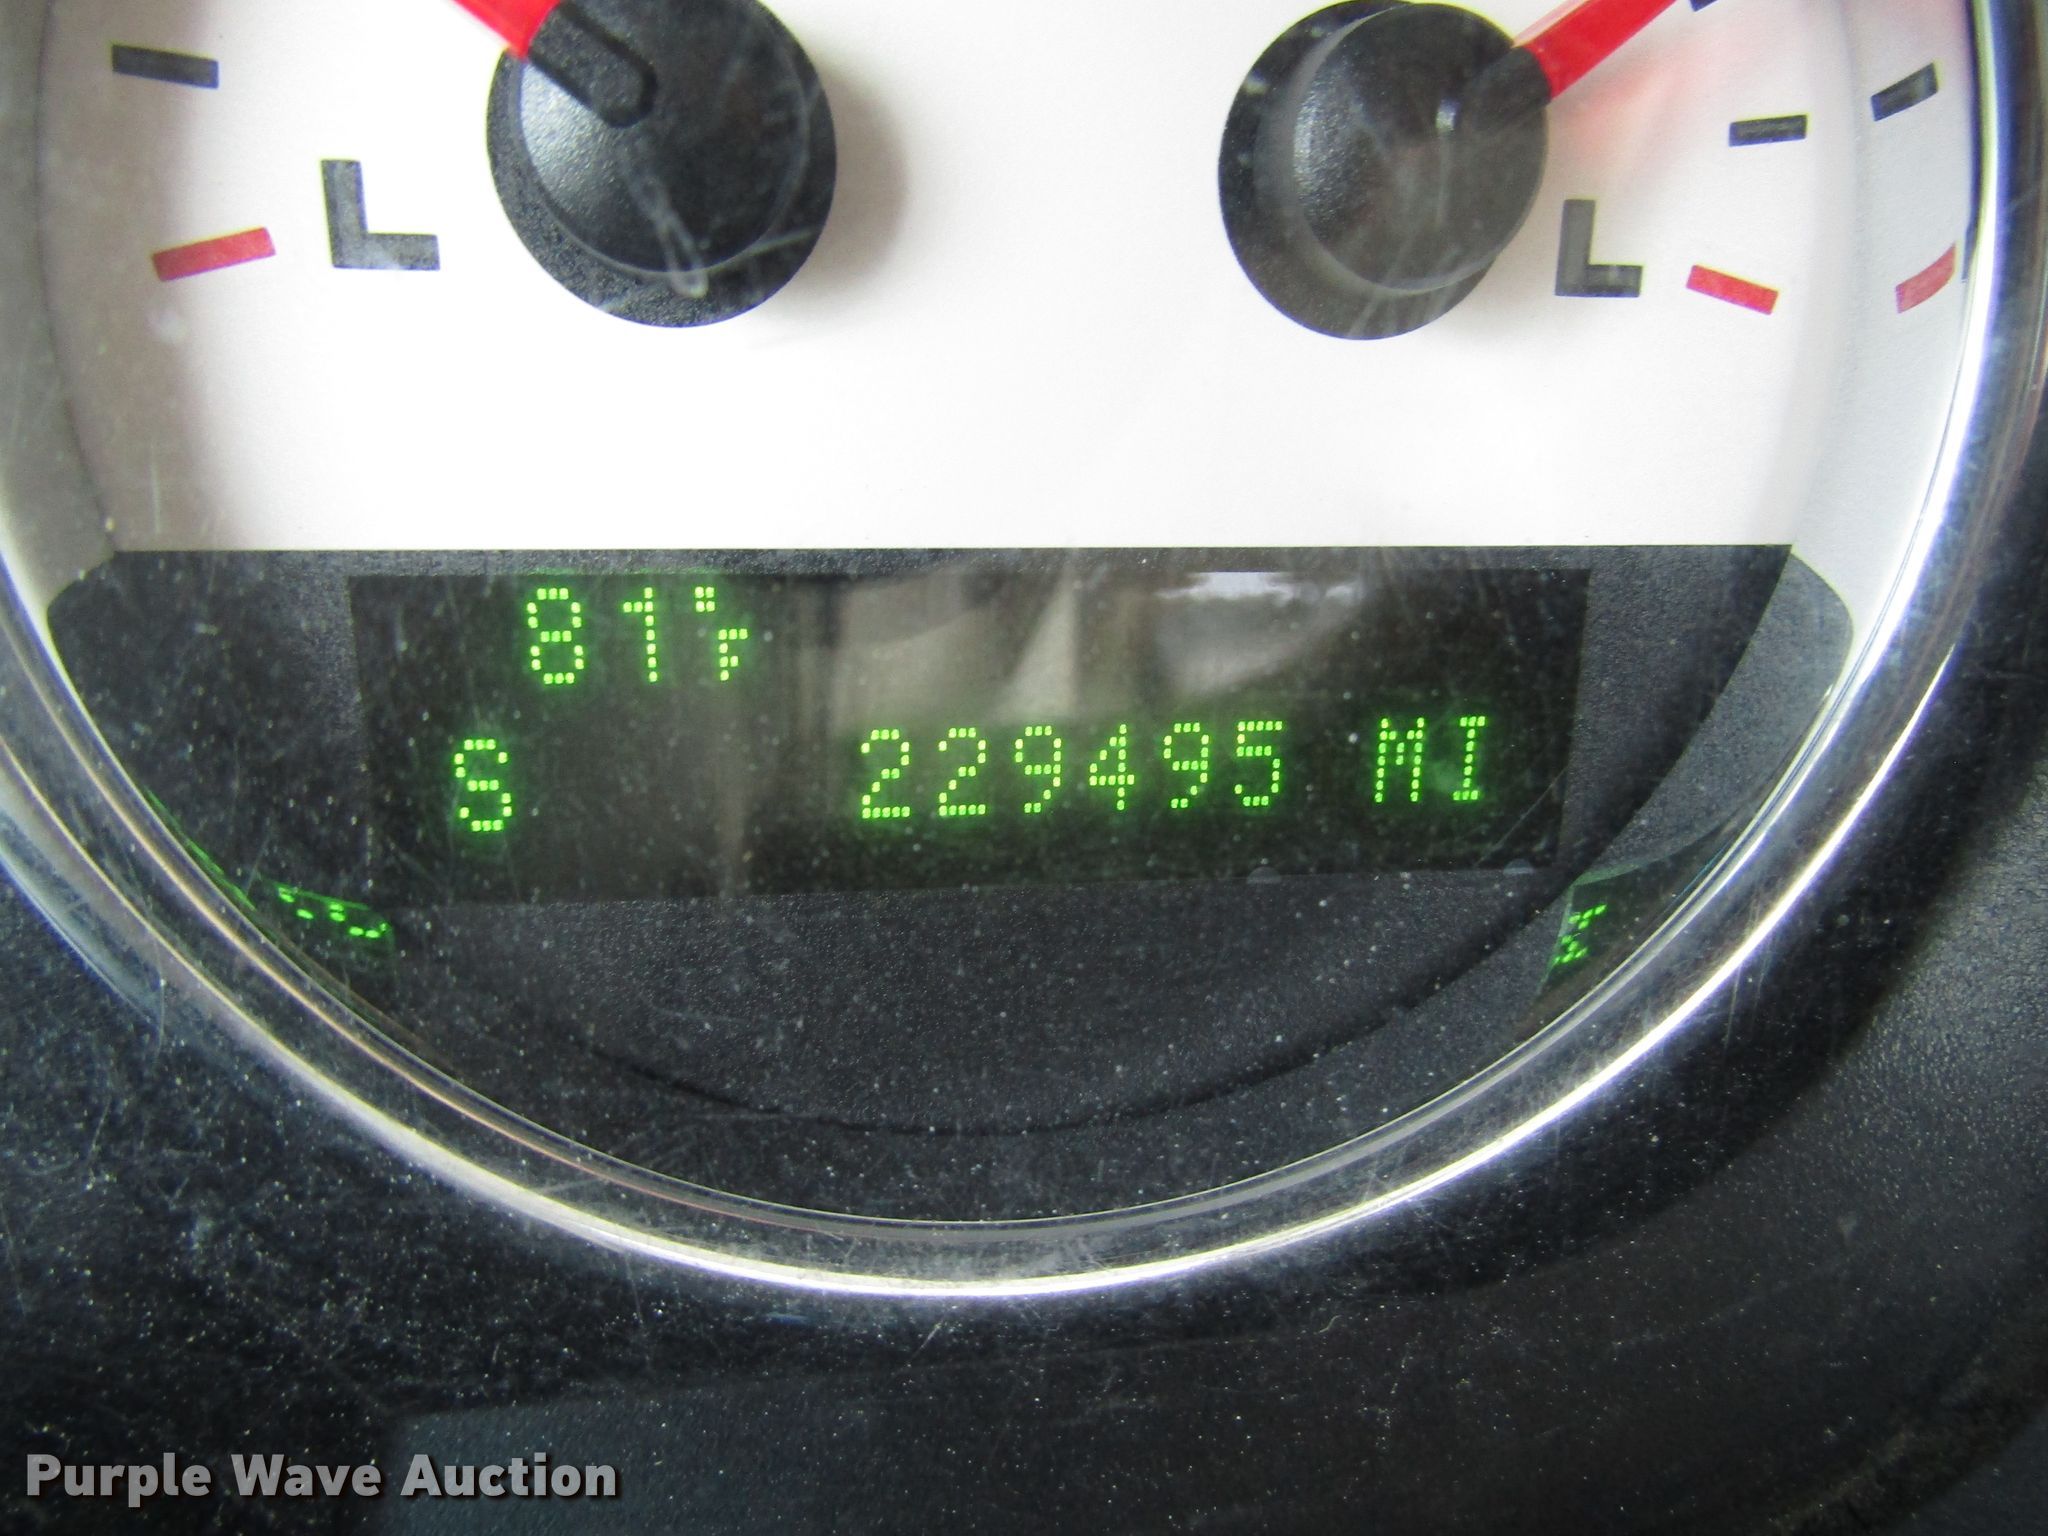 L
L
81°F
S 229495 MI
Purple Wave Auction